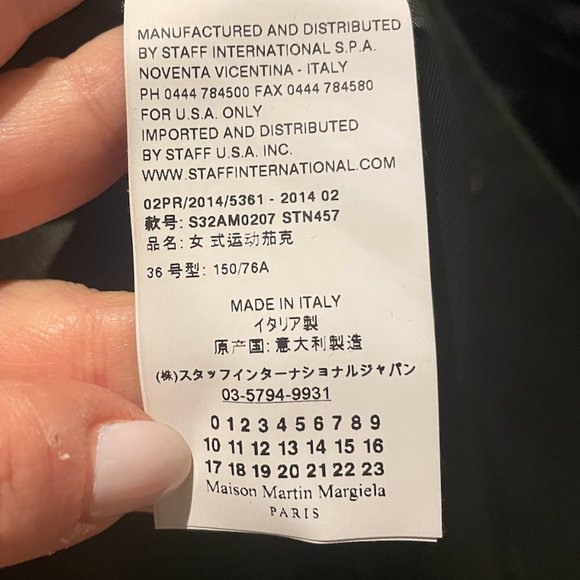 MANUFACTURED AND DISTRIBUTED
BY STAFF INTERNATIONAL S.P.A.
NOVENTA VICENTINA - ITALY
PH 0444 784500 FAX 0444 784580
FOR U.S.A. ONLY
IMPORTED AND DISTRIBUTED
BY STAFF U.S.A. INC.
WWW.STAFFINTERNATIONAL.COM
02PR/2014/5361 - 2014 02
款号: S32AM0207 STN457
品名: 女 式运动茄克
36 号型: 150/76A
MADE IN ITALY
イタリア製
原产国: 意大利製造
(株)スタッフインターナショナルジャパン
03-5794-9931
0 1 2 3 4 5 6 7 8 9
10 11 12 13 14 15 16
17 18 19 20 21 22 23
Maison Martin Margiela
PARIS